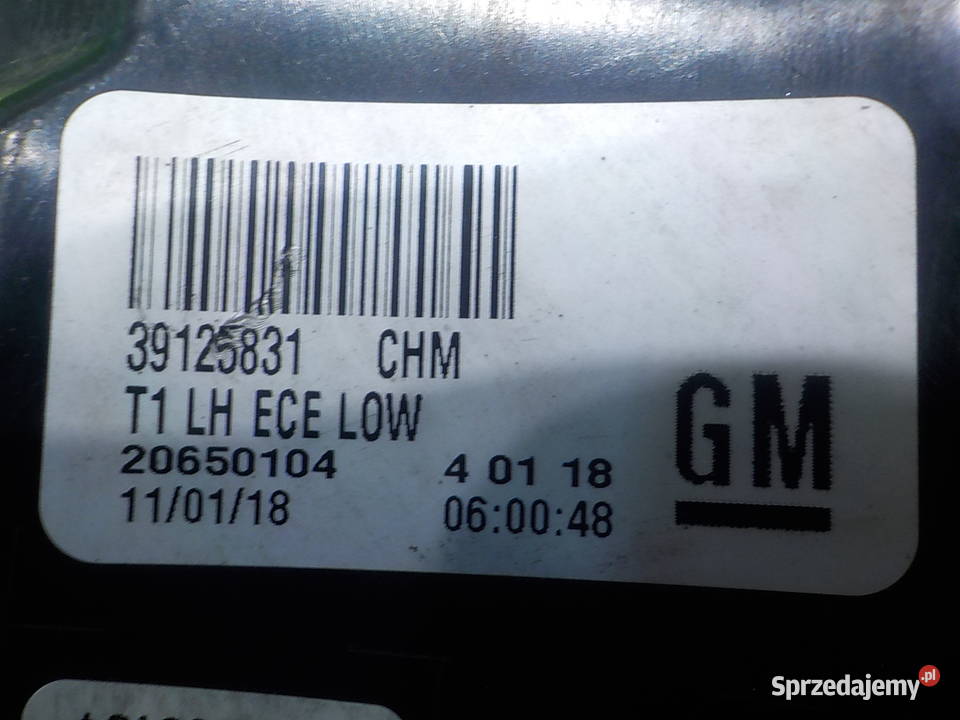 39125831 CHM
T1 LH ECE LOW
20650104 4 01 18
11/01/18 06:00:48
GM
Sprzedajemy.pl